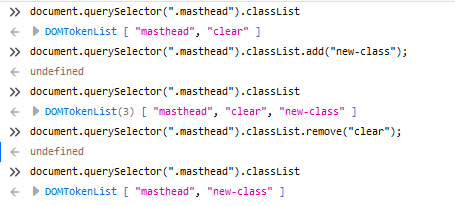 >> document.querySelector(".masthead").classList
← ▶ DOMTokenList [ "masthead", "clear" ]
>> document.querySelector(".masthead").classList.add("new-class");
← undefined
>> document.querySelector(".masthead").classList
← ▶ DOMTokenList(3) [ "masthead", "clear", "new-class" ]
>> document.querySelector(".masthead").classList.remove("clear");
← undefined
>> document.querySelector(".masthead").classList
← ▶ DOMTokenList [ "masthead", "new-class" ]